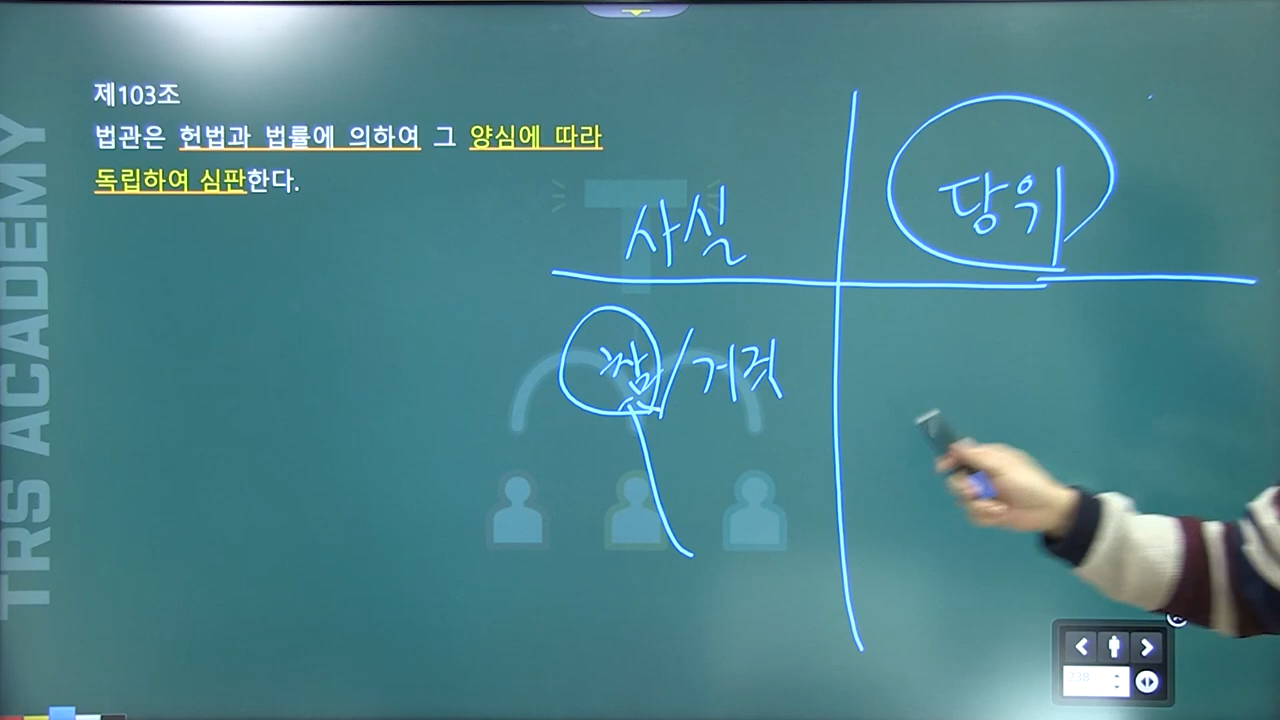 제103조
법관은 헌법과 법률에 의하여 그 양심에 따라
독립하여 심판한다.
사실
당위
참/거짓
TRS ACADEMY
238